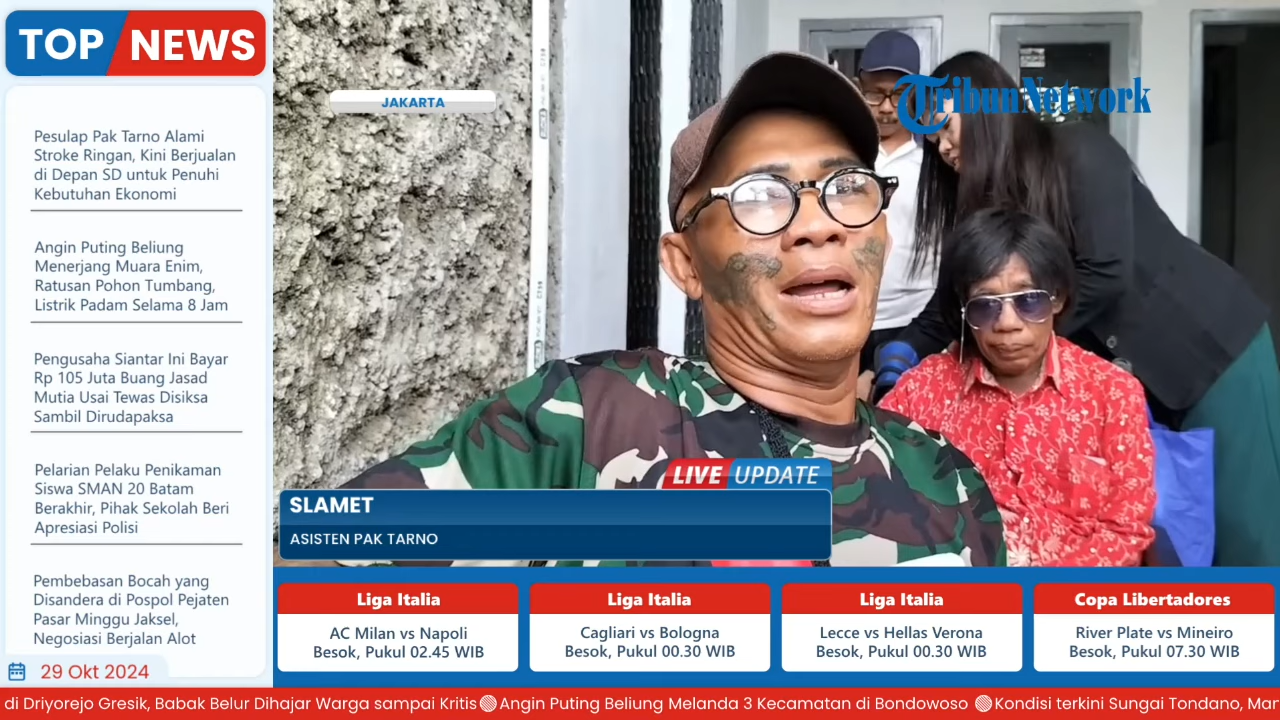 TOP NEWS
Pesulap Pak Tarno Alami
Stroke Ringan, Kini Berjualan
di Depan SD untuk Penuhi
Kebutuhan Ekonomi
Angin Puting Beliung
Menerjang Muara Enim,
Ratusan Pohon Tumbang,
Listrik Padam Selama 8 Jam
Pengusaha Siantar Ini Bayar
Rp 105 Juta Buang Jasad
Mutia Usai Tewas Disiksa
Sambil Dirudapaksa
Pelarian Pelaku Penikaman
Siswa SMAN 20 Batam
Berakhir, Pihak Sekolah Beri
Apresiasi Polisi
Pembebasan Bocah yang
Disandera di Pospol Pejaten
Pasar Minggu Jaksel,
Negosiasi Berjalan Alot
29 Okt 2024
JAKARTA
TribunNetwork
LIVE UPDATE
SLAMET
ASISTEN PAK TARNO
Liga Italia
AC Milan vs Napoli
Besok, Pukul 02.45 WIB
Liga Italia
Cagliari vs Bologna
Besok, Pukul 00.30 WIB
Liga Italia
Lecce vs Hellas Verona
Besok, Pukul 00.30 WIB
Copa Libertadores
River Plate vs Mineiro
Besok, Pukul 07.30 WIB
di Driyorejo Gresik, Babak Belur Dihajar Warga sampai Kritis Angin Puting Beliung Melanda 3 Kecamatan di Bondowoso Kondisi terkini Sungai Tondano, Mar